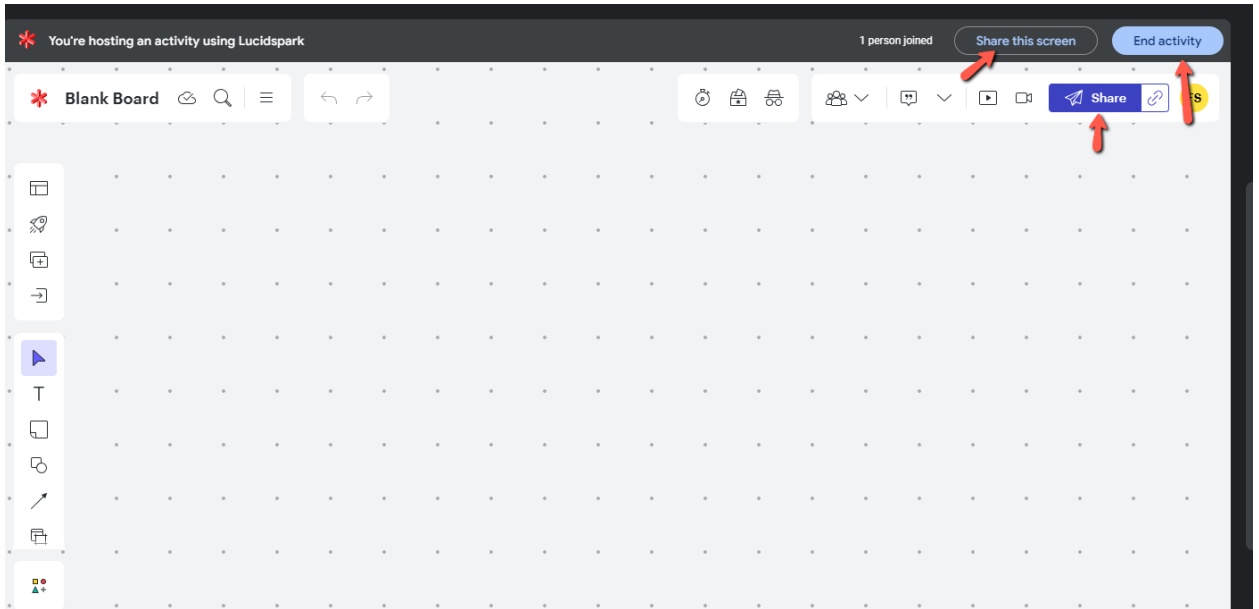 You're hosting an activity using Lucidspark
1 person joined
Share this screen
End activity
Blank Board
Share
T